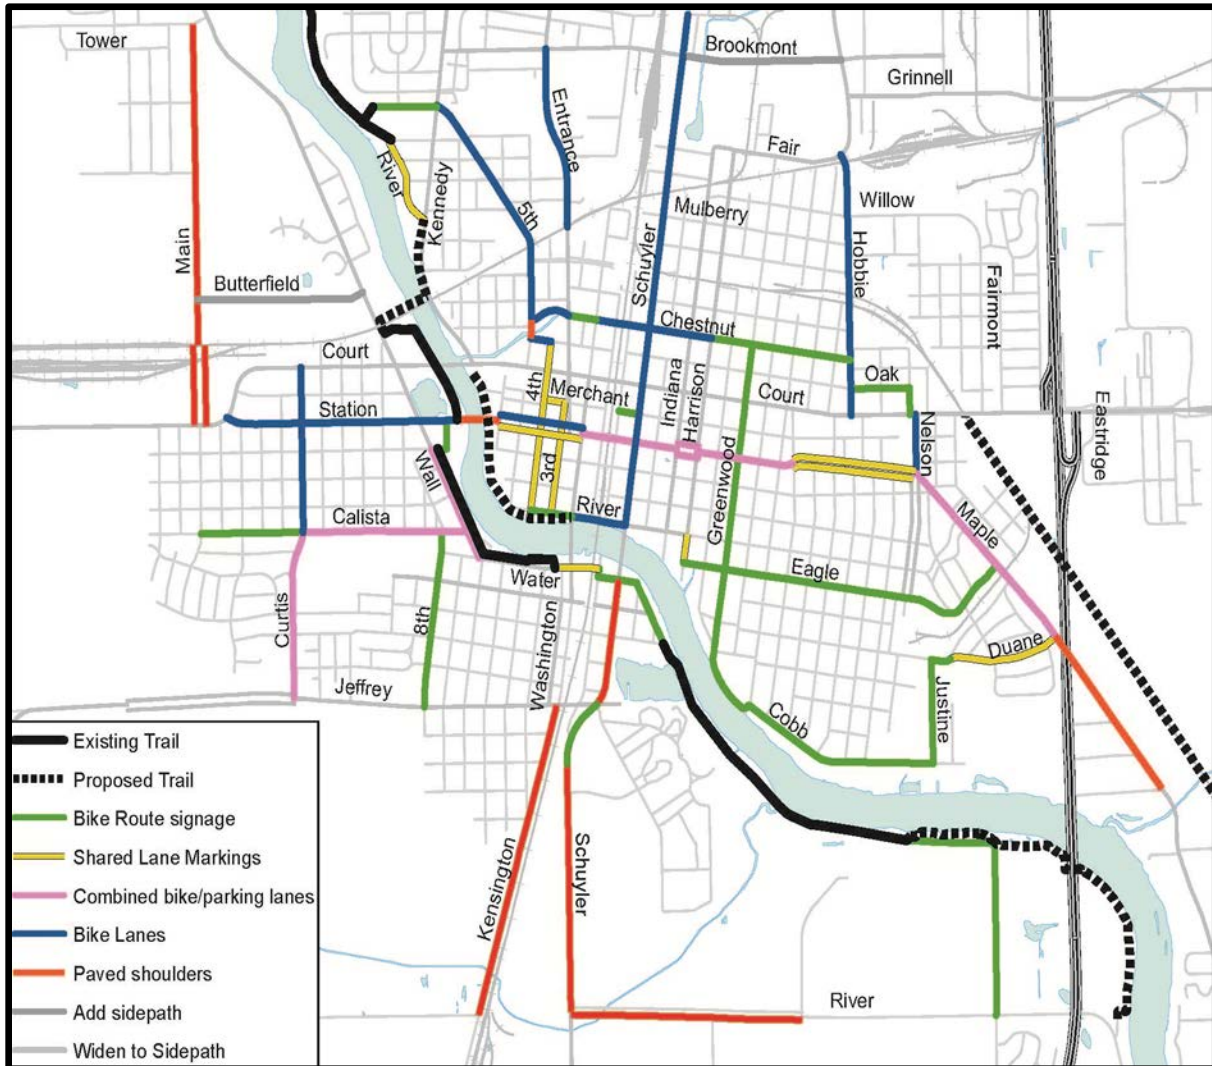 Tower
Brookmont
Grinnell
Entrance
Fair
River
Kennedy
5th
Mulberry
Willow
Main
Schuyler
Hobbie
Fairmont
Butterfield
Chestnut
Court
Oak
4th
Merchant
Indiana
Harrison
Court
Station
Nelson
Eastridge
Wall
3rd
River
Greenwood
Maple
Calista
Water
Eagle
Curtis
8th
Washington
Duane
Jeffrey
Justine
Cobb
Existing Trail
Proposed Trail
Bike Route signage
Shared Lane Markings
Combined bike/parking lanes
Bike Lanes
Paved shoulders
Add sidepath
Widen to Sidepath
Kensington
Schuyler
River